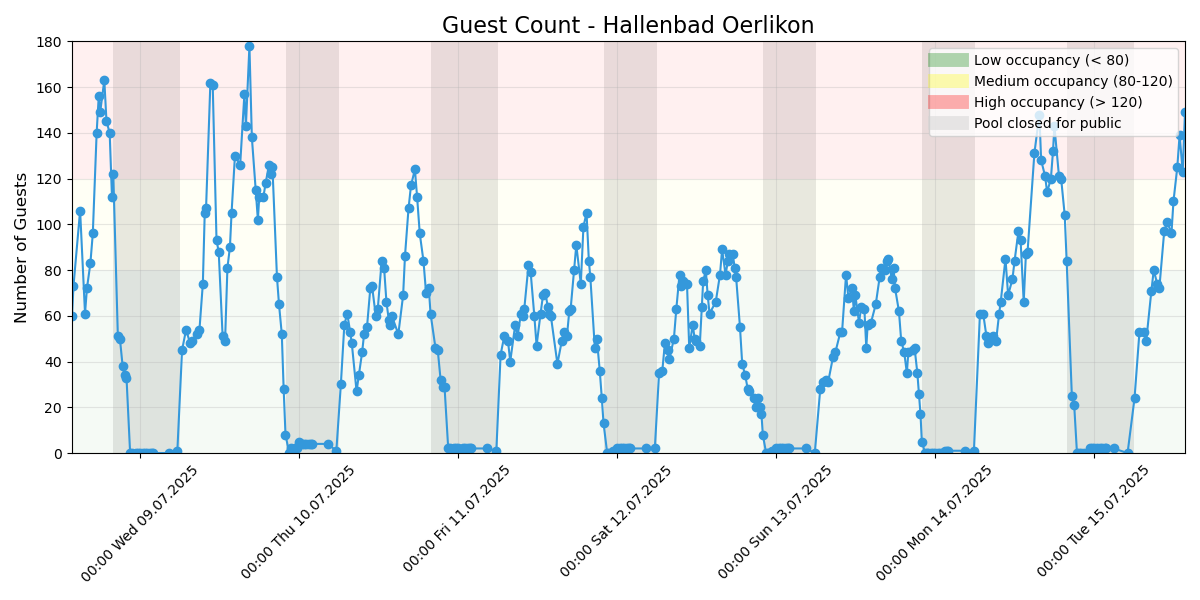 Guest Count - Hallenbad Oerlikon
Number of Guests
180
160
140
120
100
80
60
40
20
0
Low occupancy (< 80)
Medium occupancy (80-120)
High occupancy (> 120)
Pool closed for public
00:00 Wed 09.07.2025
00:00 Thu 10.07.2025
00:00 Fri 11.07.2025
00:00 Sat 12.07.2025
00:00 Sun 13.07.2025
00:00 Mon 14.07.2025
00:00 Tue 15.07.2025